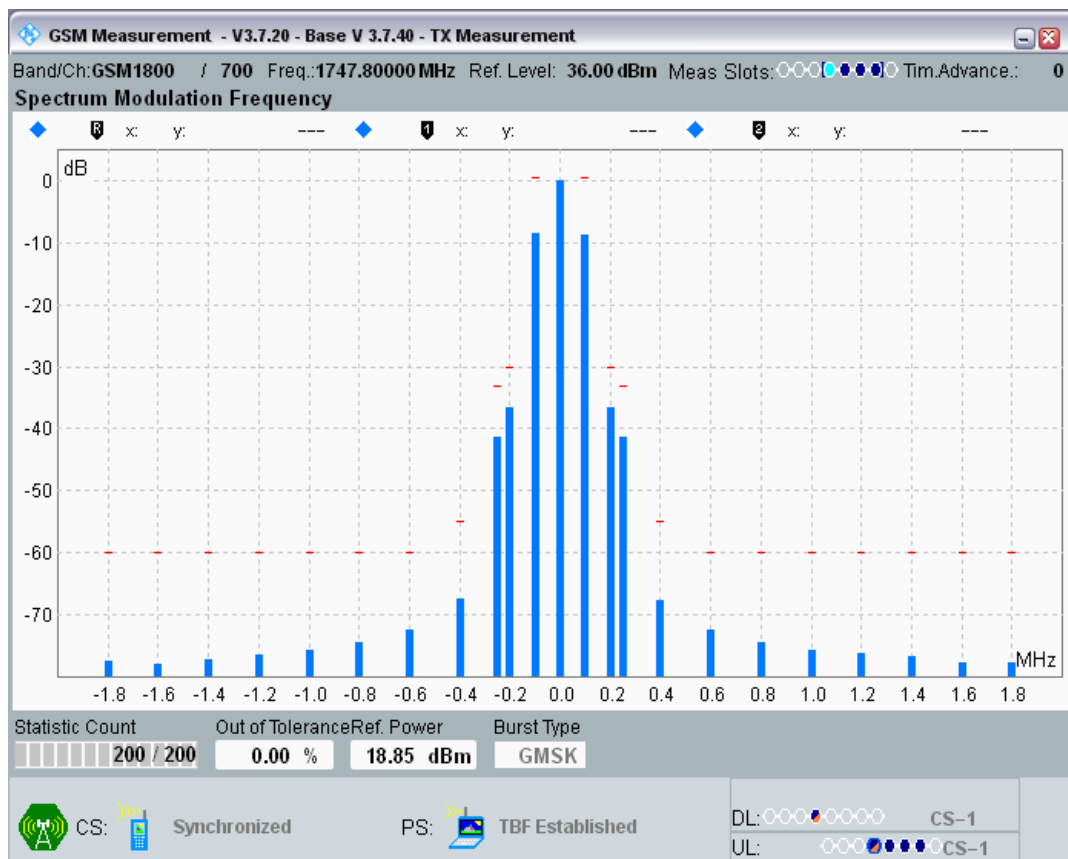 GSM Measurement - V3.7.20 - Base V 3.7.40 - TX Measurement
Band/Ch:GSM1800 / 700 Freq.:1747.80000 MHz Ref. Level: 36.00 dBm Meas Slots: Tim.Advance.: 0
Spectrum Modulation Frequency
R x: y: --- 1 x: y: --- 2 x: y: ---
dB
0
-10
-20
-30
-40
-50
-60
-70
MHz
-1.8 -1.6 -1.4 -1.2 -1.0 -0.8 -0.6 -0.4 -0.2 0.0 0.2 0.4 0.6 0.8 1.0 1.2 1.4 1.6 1.8
Statistic Count Out of Tolerance Ref. Power Burst Type
200 / 200 0.00 % 18.85 dBm GMSK
CS: Synchronized PS: TBF Established
DL: CS-1
UL: CS-1